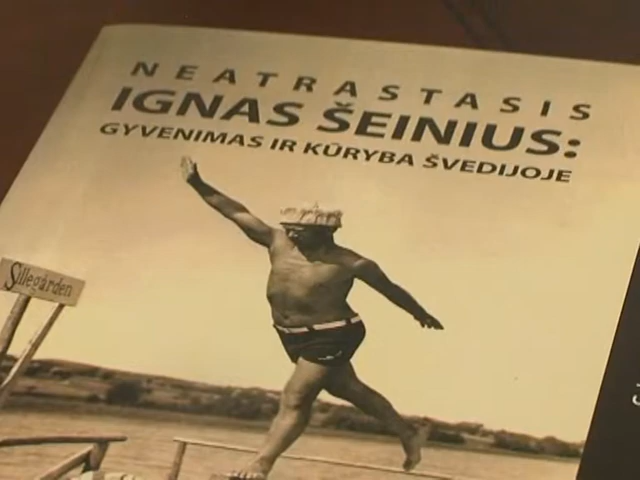 NEATRASTASIS
IGNAS ŠEINIUS:
GYVENIMAS IR KŪRYBA ŠVEDIJOJE
Sillegården